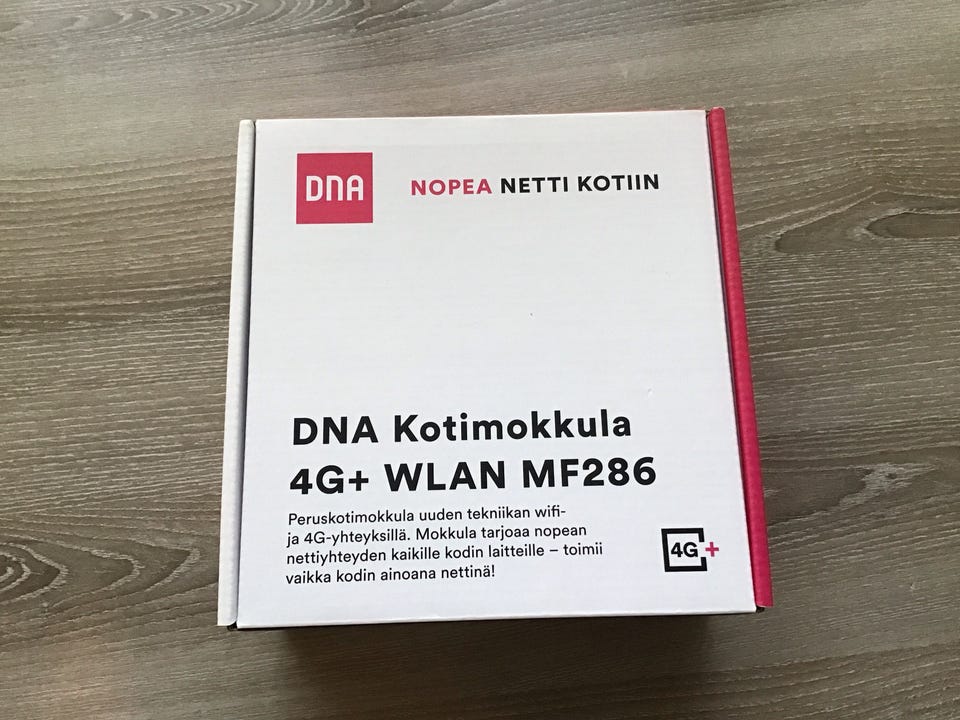 DNA
NOPEA NETTI KOTIIN
DNA Kotimokkula
4G+ WLAN MF286
Peruskotimokkula uuden tekniikan wifi-
ja 4G-yhteyksillä. Mokkula tarjoaa nopean
nettiyhteyden kaikille kodin laitteille – toimii
vaikka kodin ainoana nettinä!
4G+